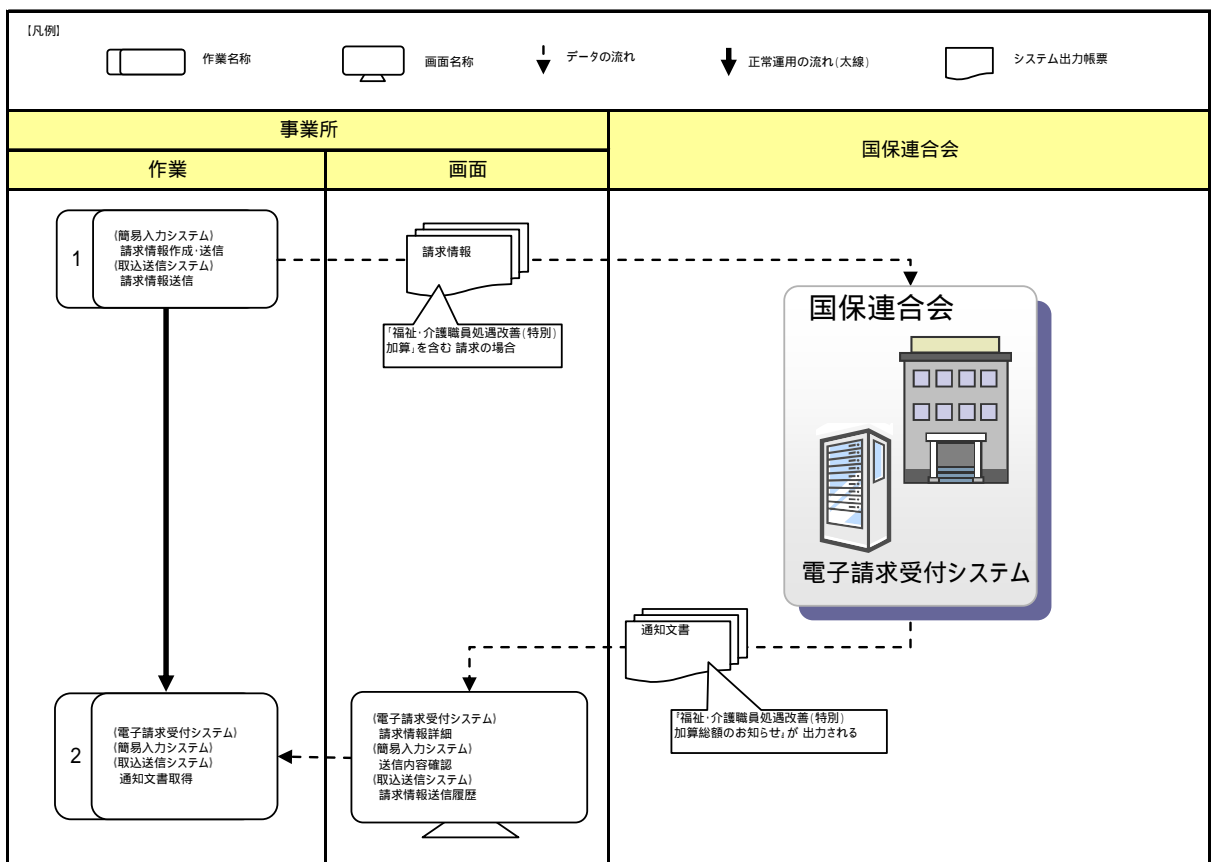 【凡例】
作業名称
画面名称
データの流れ
正常運用の流れ(太線)
システム出力帳票
事業所
国保連合会
作業
画面
1
(簡易入力システム)
請求情報作成・送信
(取込送信システム)
請求情報送信
請求情報
「福祉・介護職員処遇改善(特別)
加算」を含む 請求の場合
国保連合会
電子請求受付システム
通知文書
『福祉・介護職員処遇改善(特別)
加算総額のお知らせ』が 出力される
2
(電子請求受付システム)
(簡易入力システム)
(取込送信システム)
通知文書取得
(電子請求受付システム)
請求情報詳細
(簡易入力システム)
送信内容確認
(取込送信システム)
請求情報送信履歴